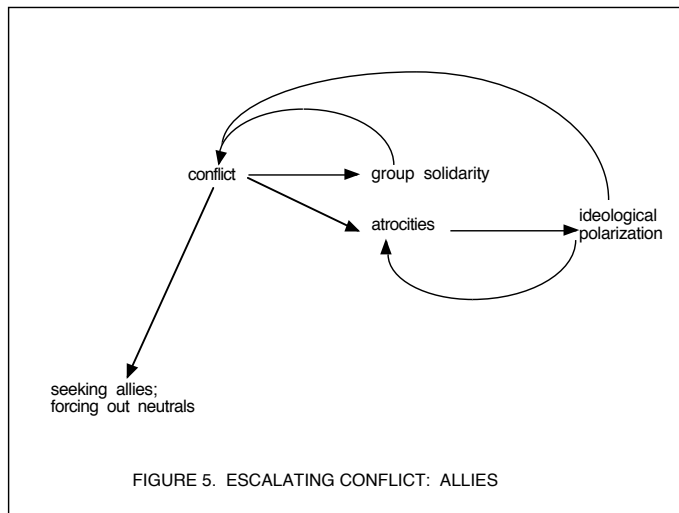 conflict
group solidarity
atrocities
ideological
polarization
seeking allies;
forcing out neutrals
FIGURE 5. ESCALATING CONFLICT: ALLIES